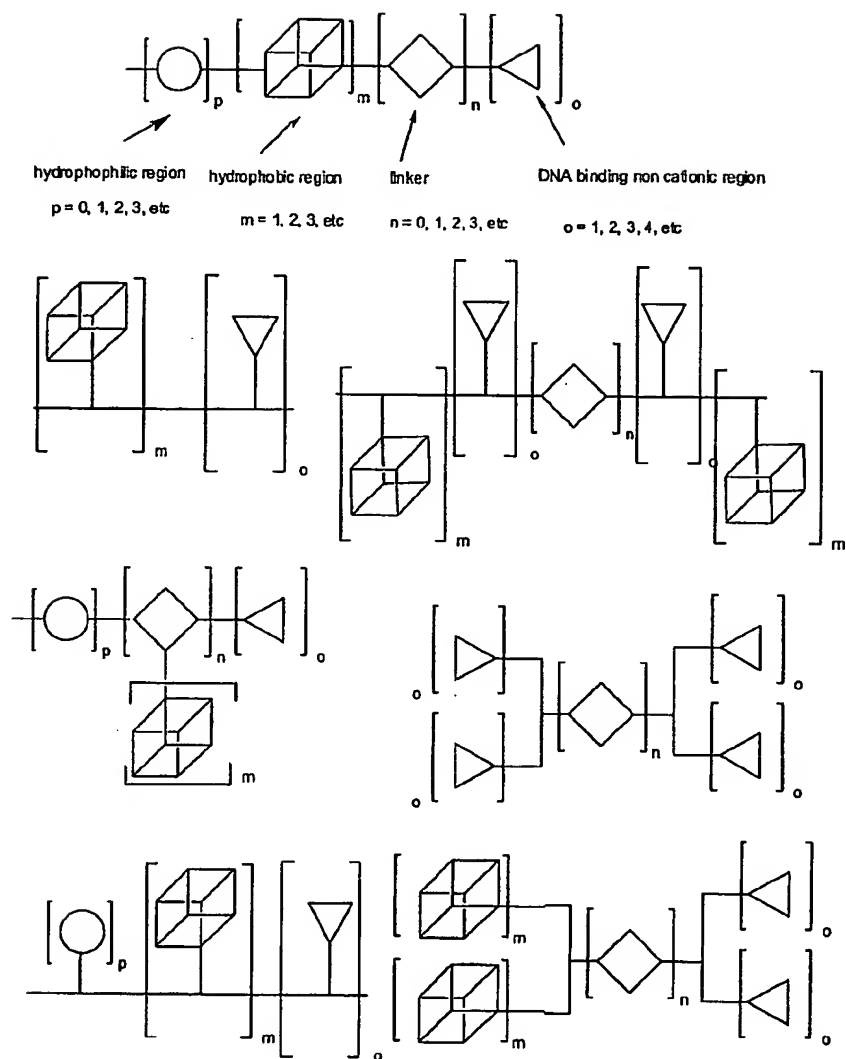 p m n o
hydrophophilic region hydrophobic region linker DNA binding non cationic region
p = 0, 1, 2, 3, etc m = 1, 2, 3, etc n = 0, 1, 2, 3, etc o = 1, 2, 3, 4, etc
m o
o n o
m m
p n o
m
o o
n
o o
p m o
m o
n
m o